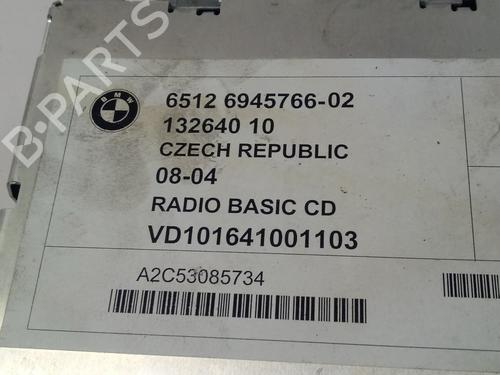 B-PARTS
BMW
6512 6945766-02
132640 10
CZECH REPUBLIC
08-04
RADIO BASIC CD
VD101641001103
A2C53085734